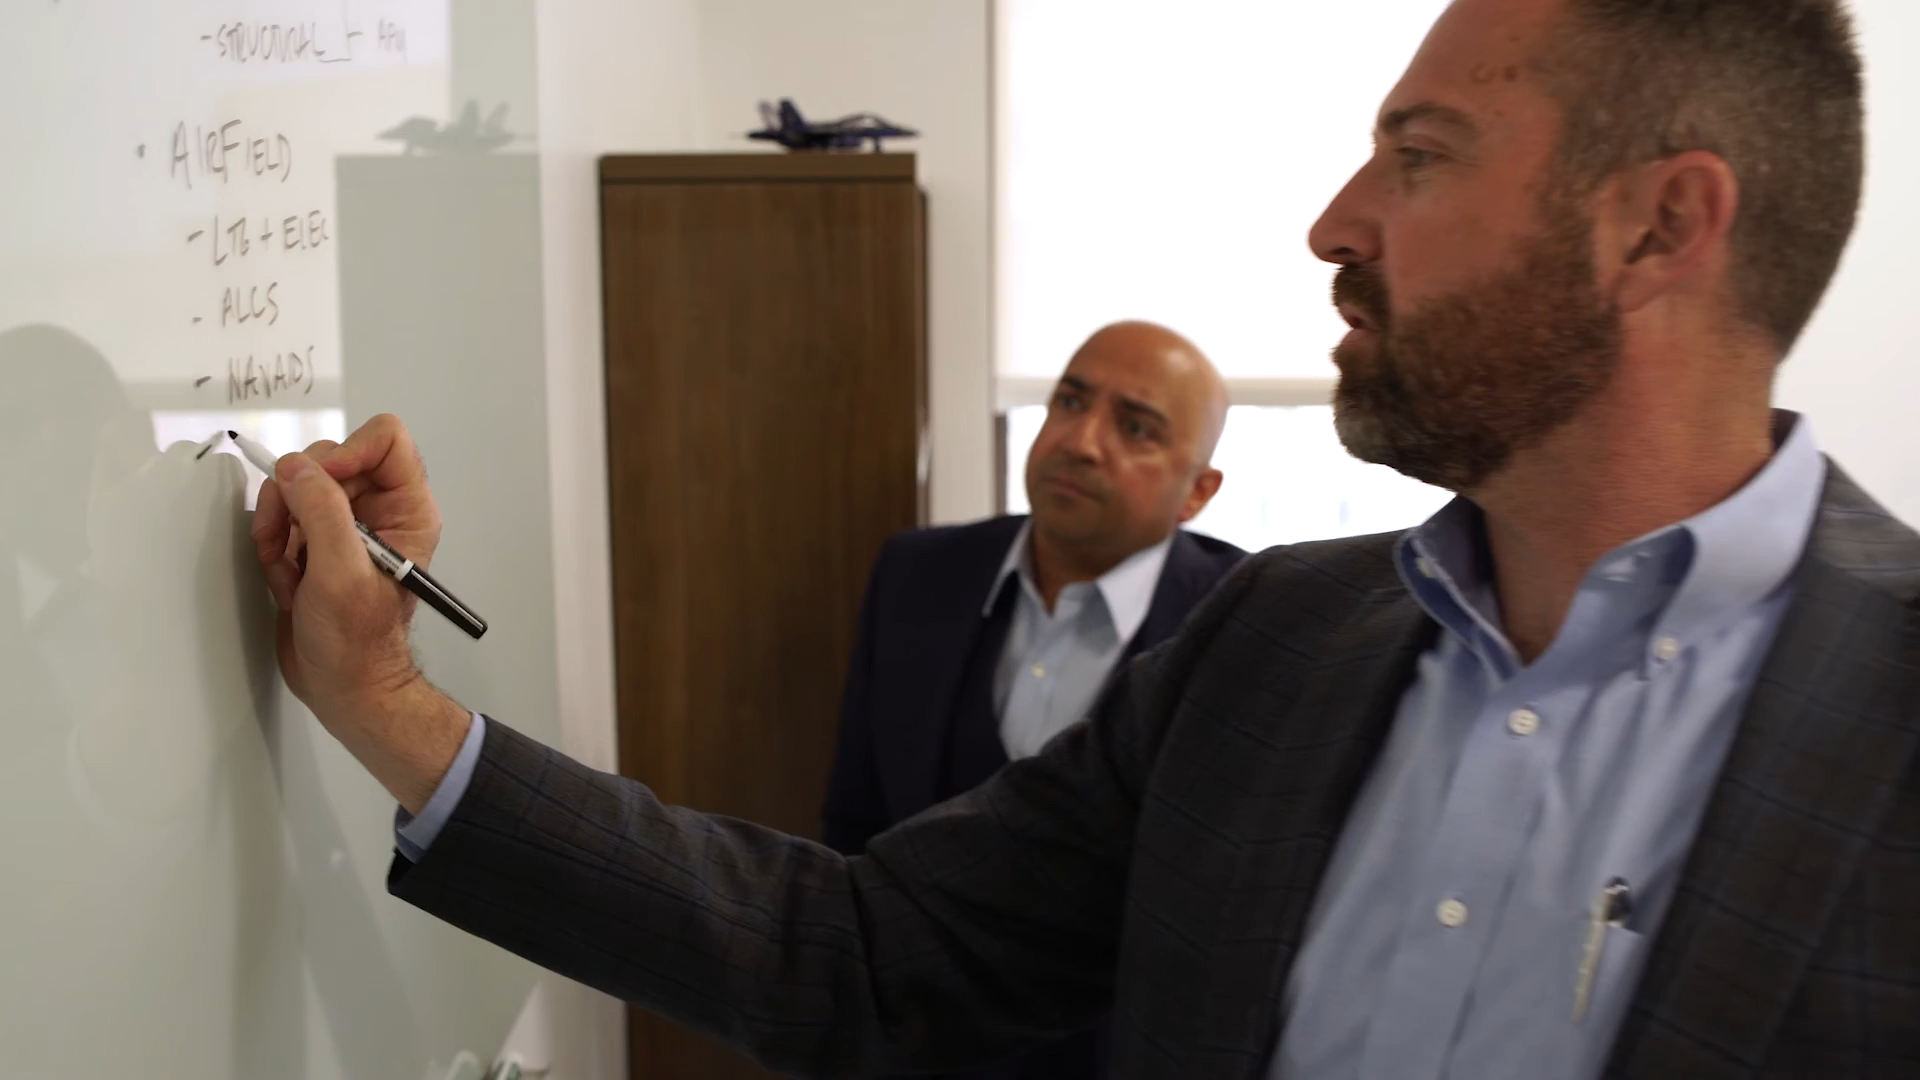 -STRUCTURAL
• AIRFIELD
- LTG + ELEC
- ALCS
- NAVAIDS